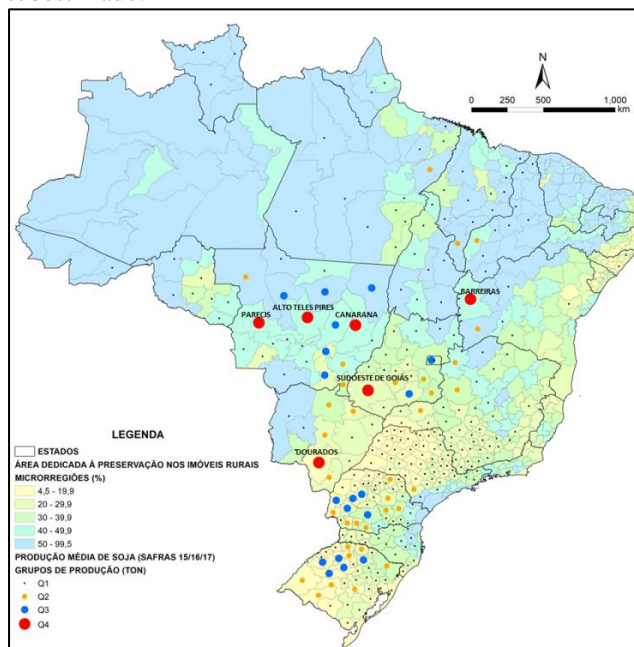 N
0 250 500 1,000
km
BARREIRAS
ALTO TELES PIRES
PARECIS
CANARANA
SUDOESTE DE GOIÁS
DOURADOS
LEGENDA
ESTADOS
ÁREA DEDICADA À PRESERVAÇÃO NOS IMÓVEIS RURAIS
MICRORREGIÕES (%)
4,5 - 19,9
20 - 29,9
30 - 39,9
40 - 49,9
50 - 99,5
PRODUÇÃO MÉDIA DE SOJA (SAFRAS 15/16/17)
GRUPOS DE PRODUÇÃO (TON)
Q1
Q2
Q3
Q4